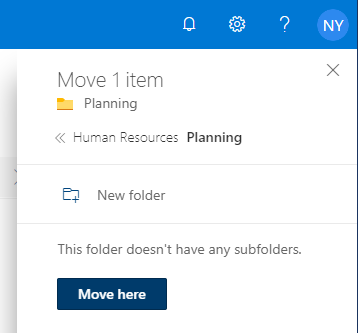 NY
Move 1 item
Planning
Human Resources Planning
New folder
This folder doesn't have any subfolders.
Move here